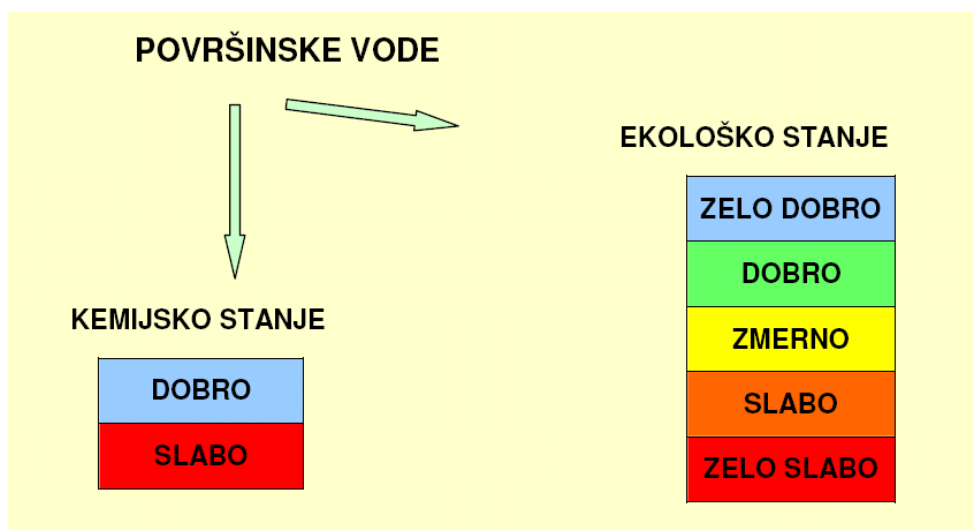 POVRŠINSKE VODE
KEMIJSKO STANJE
DOBRO
SLABO
EKOLOŠKO STANJE
ZELO DOBRO
DOBRO
ZMERNO
SLABO
ZELO SLABO